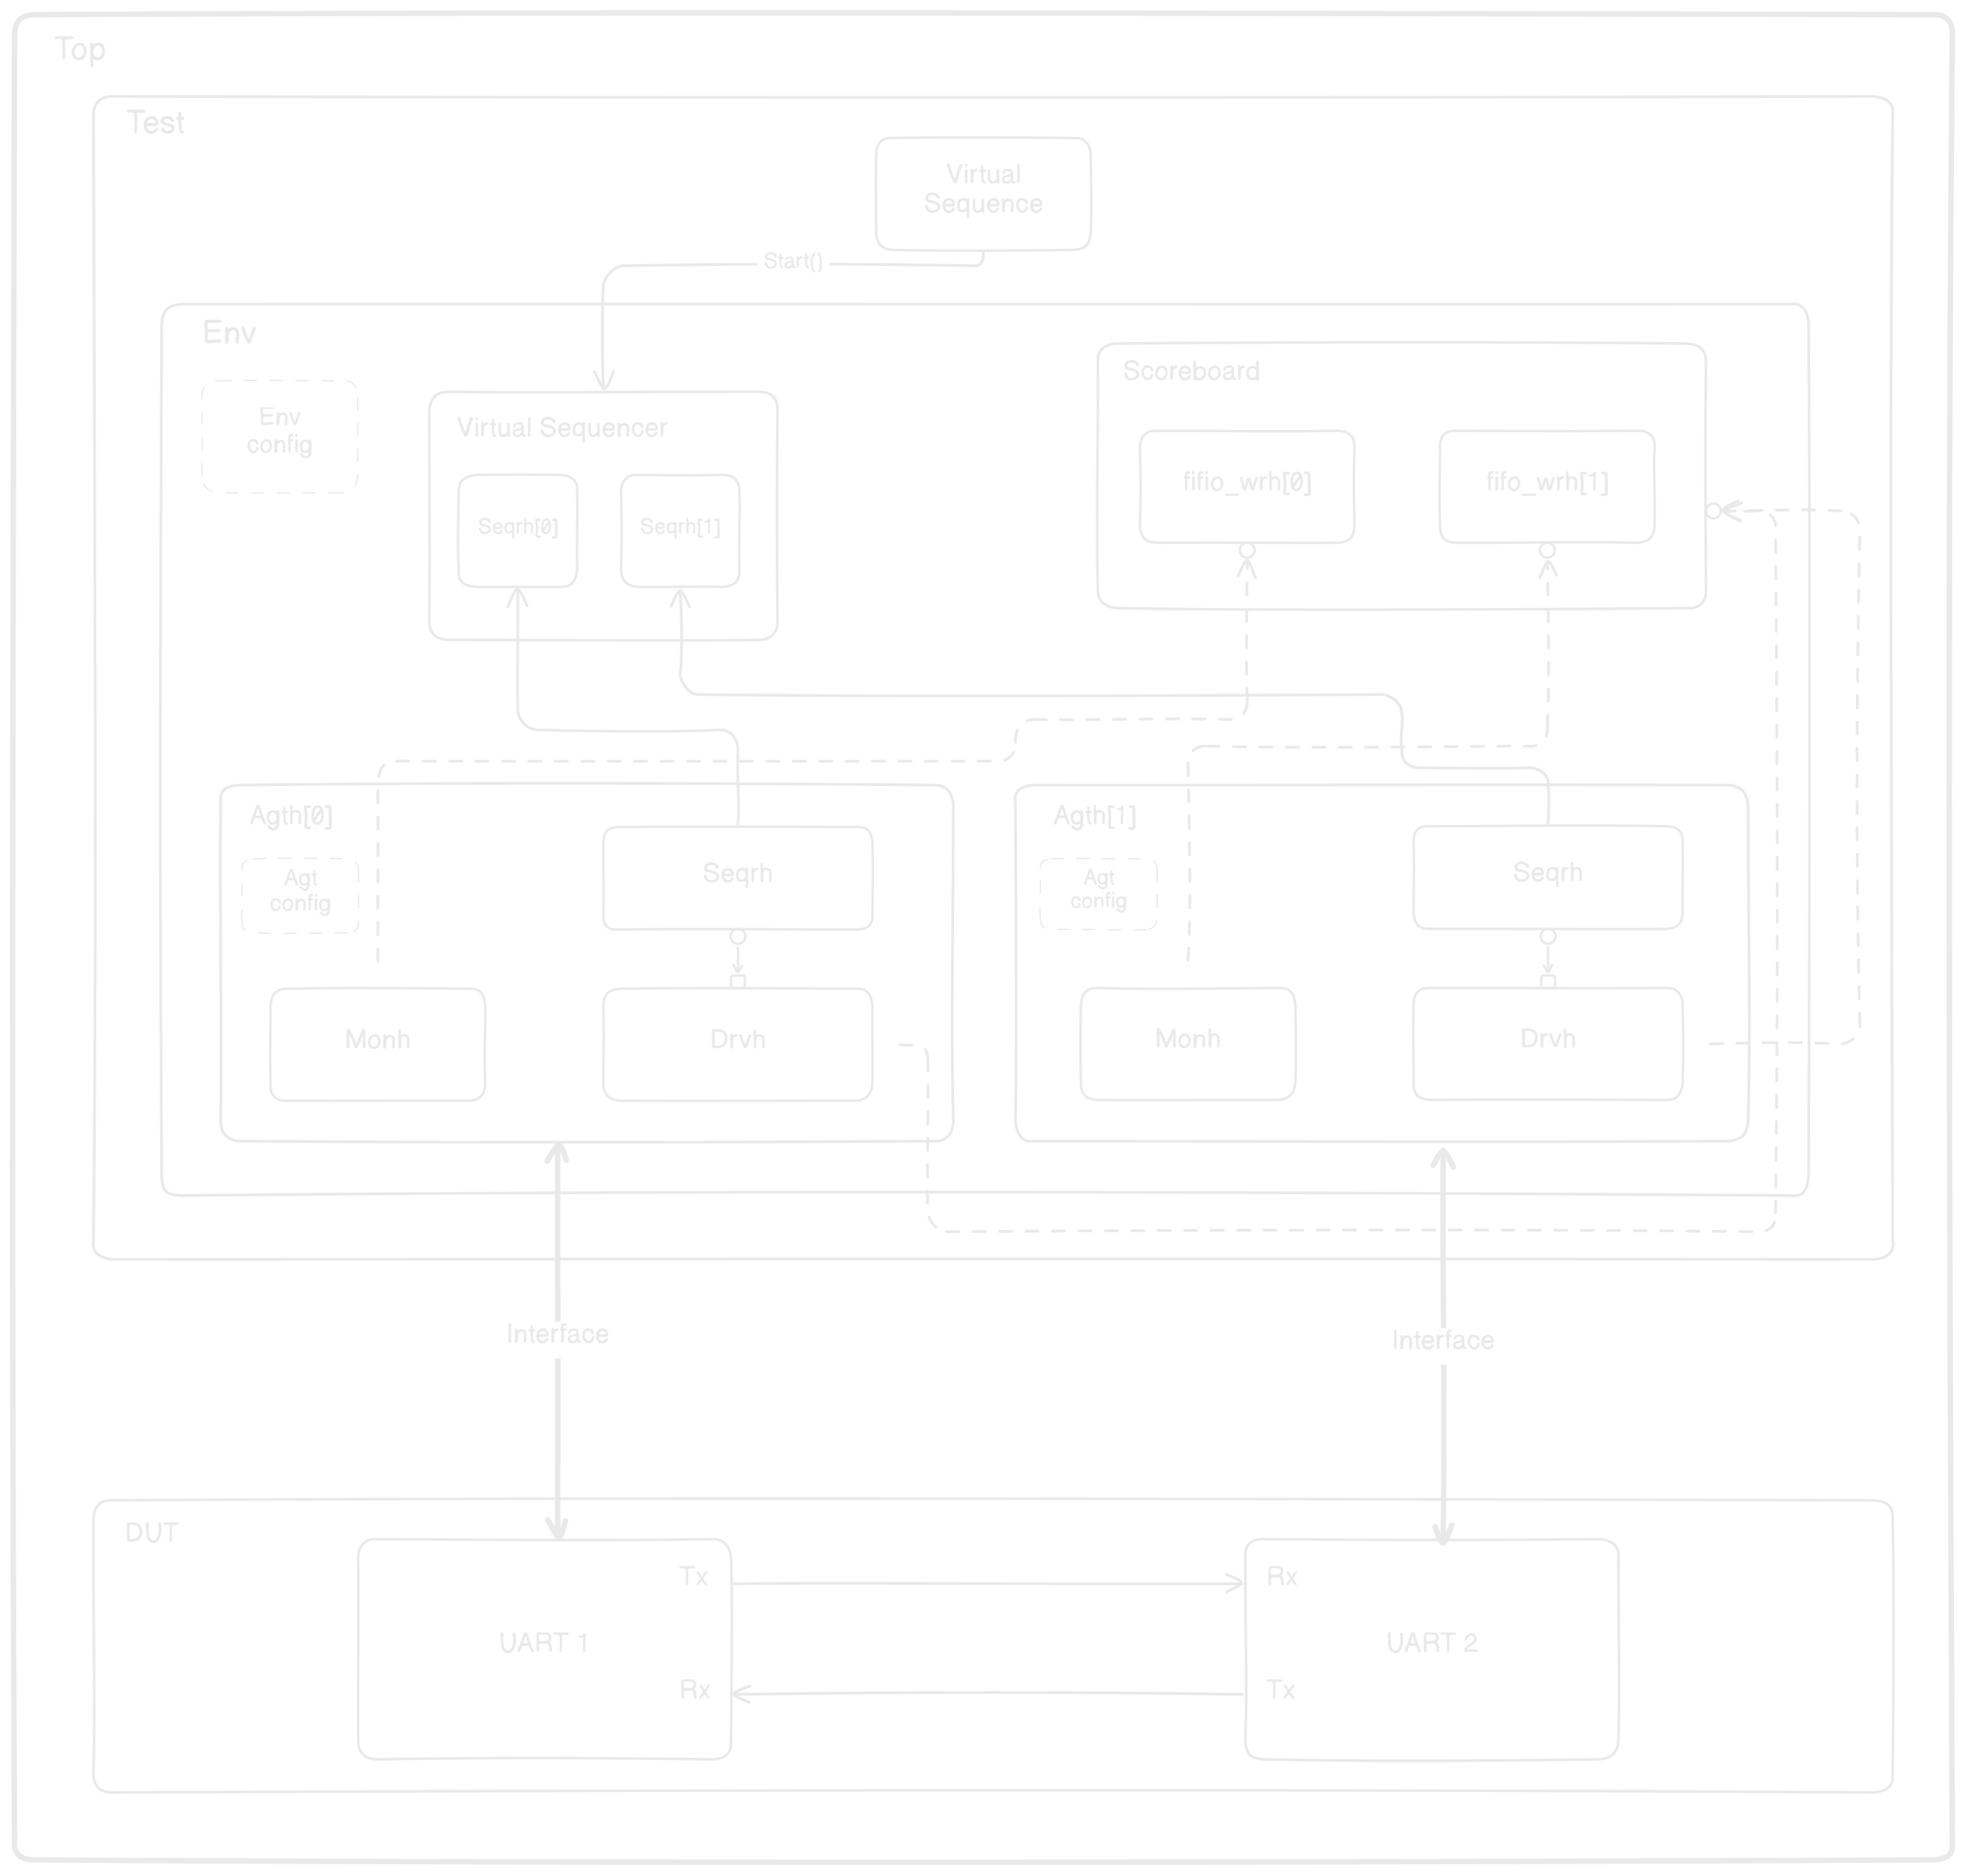 Top
Test
Virtual
Sequence
Start()
Env
Scoreboard
Env
config
Virtual Sequencer
fifio_wrh[0]
fifo_wrh[1]
Seqrh[0]
Seqrh[1]
Agth[0]
Agth[1]
Agt
config
Seqrh
Agt
config
Seqrh
Monh
Drvh
Monh
Drvh
Interface
Interface
DUT
Tx
Rx
UART 1
UART 2
Rx
Tx